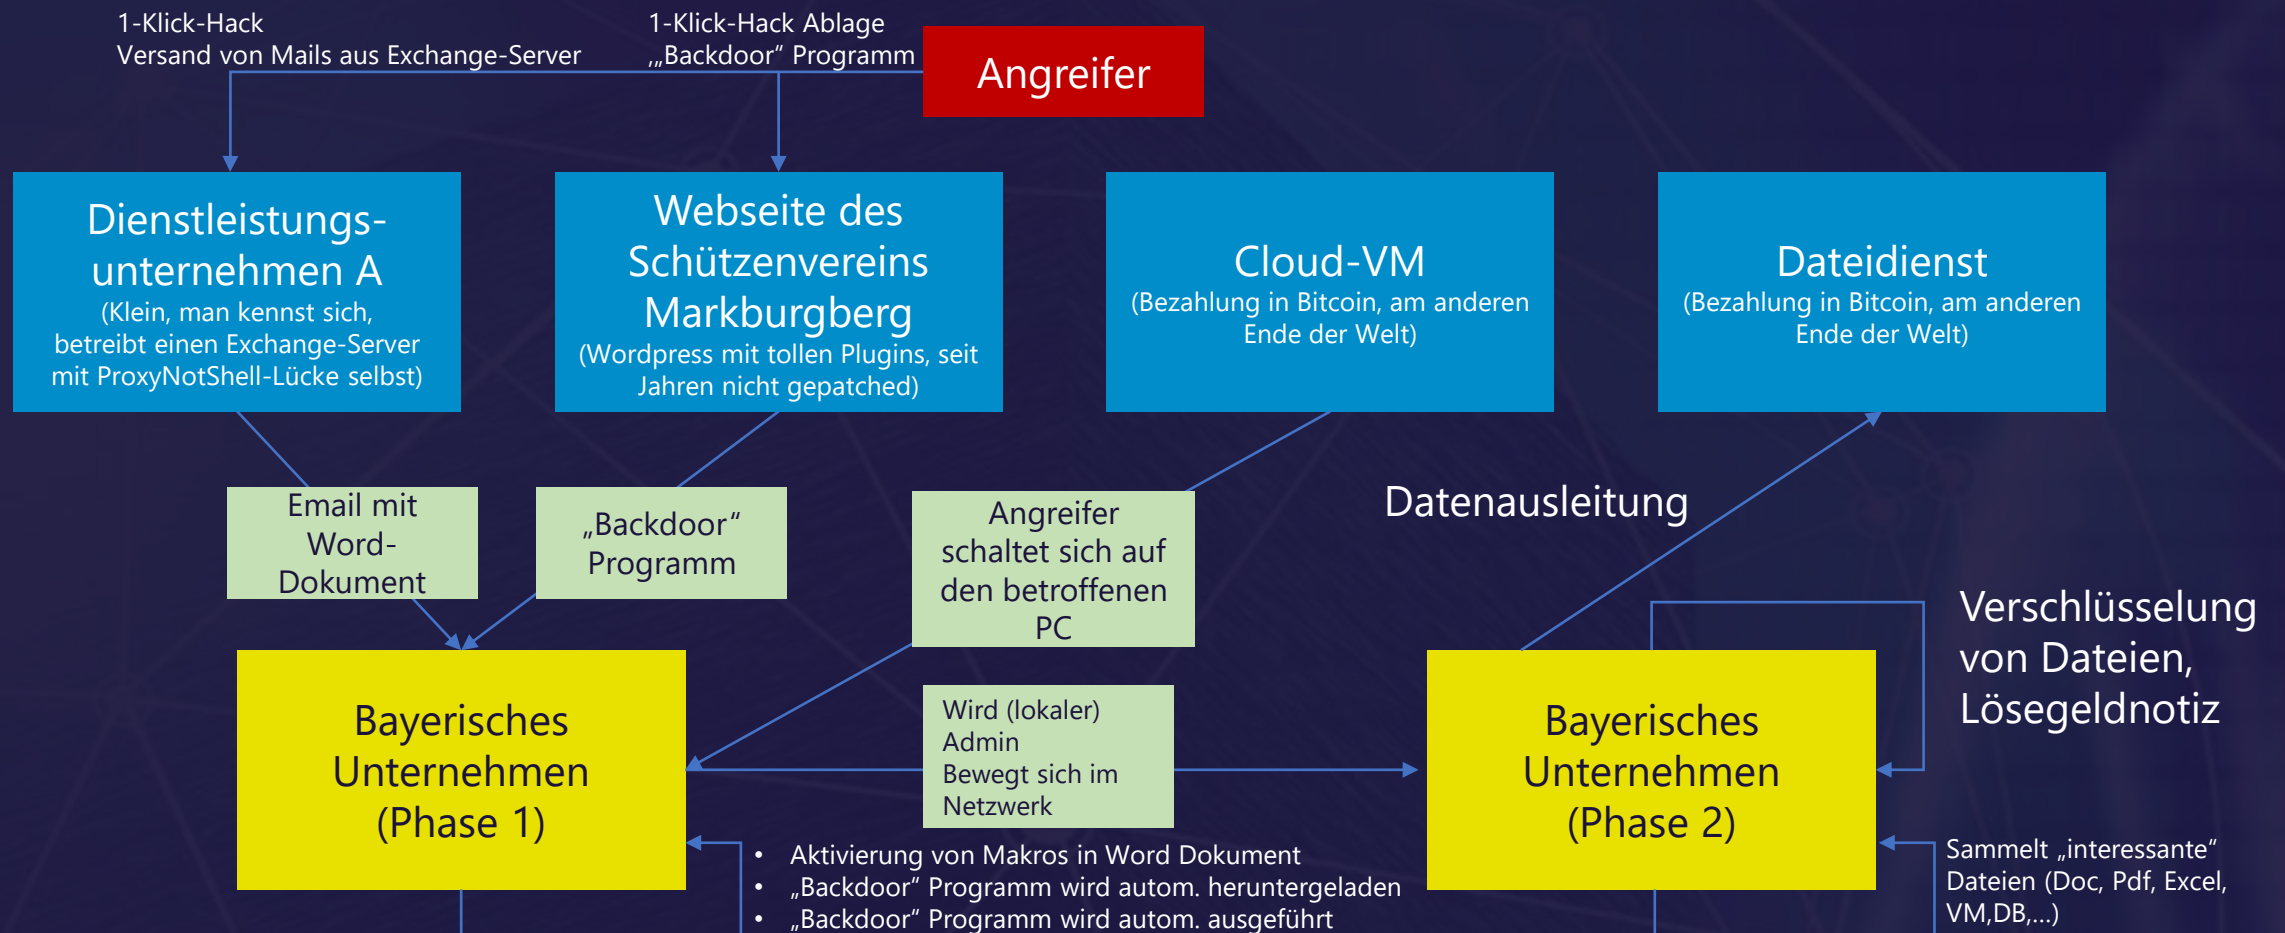 1-Klick-Hack
Versand von Mails aus Exchange-Server
1-Klick-Hack Ablage
„„Backdoor“ Programm
Angreifer
Dienstleistungs-
unternehmen A
(Klein, man kennst sich,
betreibt einen Exchange-Server
mit ProxyNotShell-Lücke selbst)
Webseite des
Schützenvereins
Markburgberg
(Wordpress mit tollen Plugins, seit
Jahren nicht gepatched)
Cloud-VM
(Bezahlung in Bitcoin, am anderen
Ende der Welt)
Dateidienst
(Bezahlung in Bitcoin, am anderen
Ende der Welt)
Email mit
Word-
Dokument
„Backdoor“
Programm
Angreifer
schaltet sich auf
den betroffenen
PC
Datenausleitung
Verschlüsselung
von Dateien,
Lösegeldnotiz
Bayerisches
Unternehmen
(Phase 1)
Wird (lokaler)
Admin
Bewegt sich im
Netzwerk
Bayerisches
Unternehmen
(Phase 2)
• Aktivierung von Makros in Word Dokument
• „Backdoor“ Programm wird autom. heruntergeladen
• „Backdoor“ Programm wird autom. ausgeführt
Sammelt „interessante“
Dateien (Doc, Pdf, Excel,
VM,DB,...)